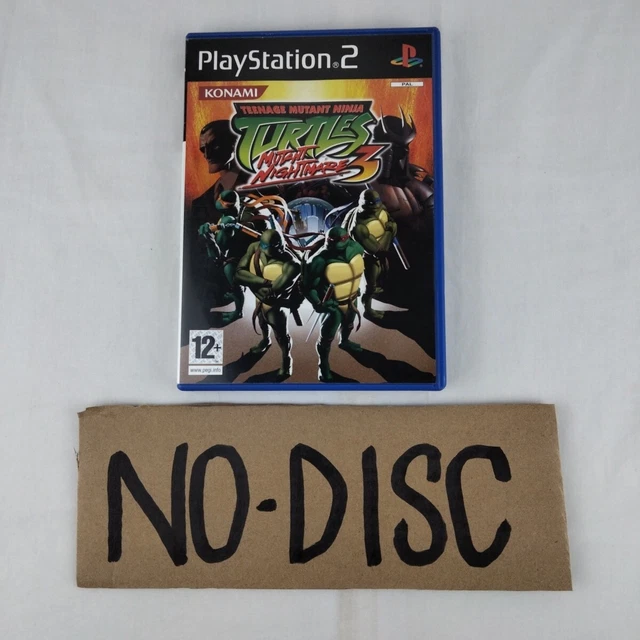 PlayStation®2
PAL
KONAMI
TEENAGE MUTANT NINJA
TURTLES
MUTANT
NIGHTMARE 3
12+
www.pegi.info
NO-DISC